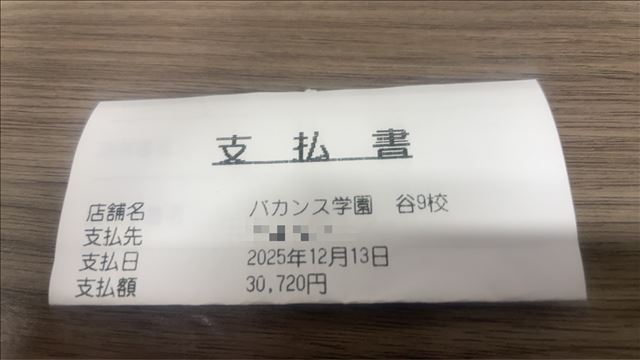 支払書
店舗名 バカンス学園 谷9校
支払先
支払日 2025年12月13日
支払額 30,720円